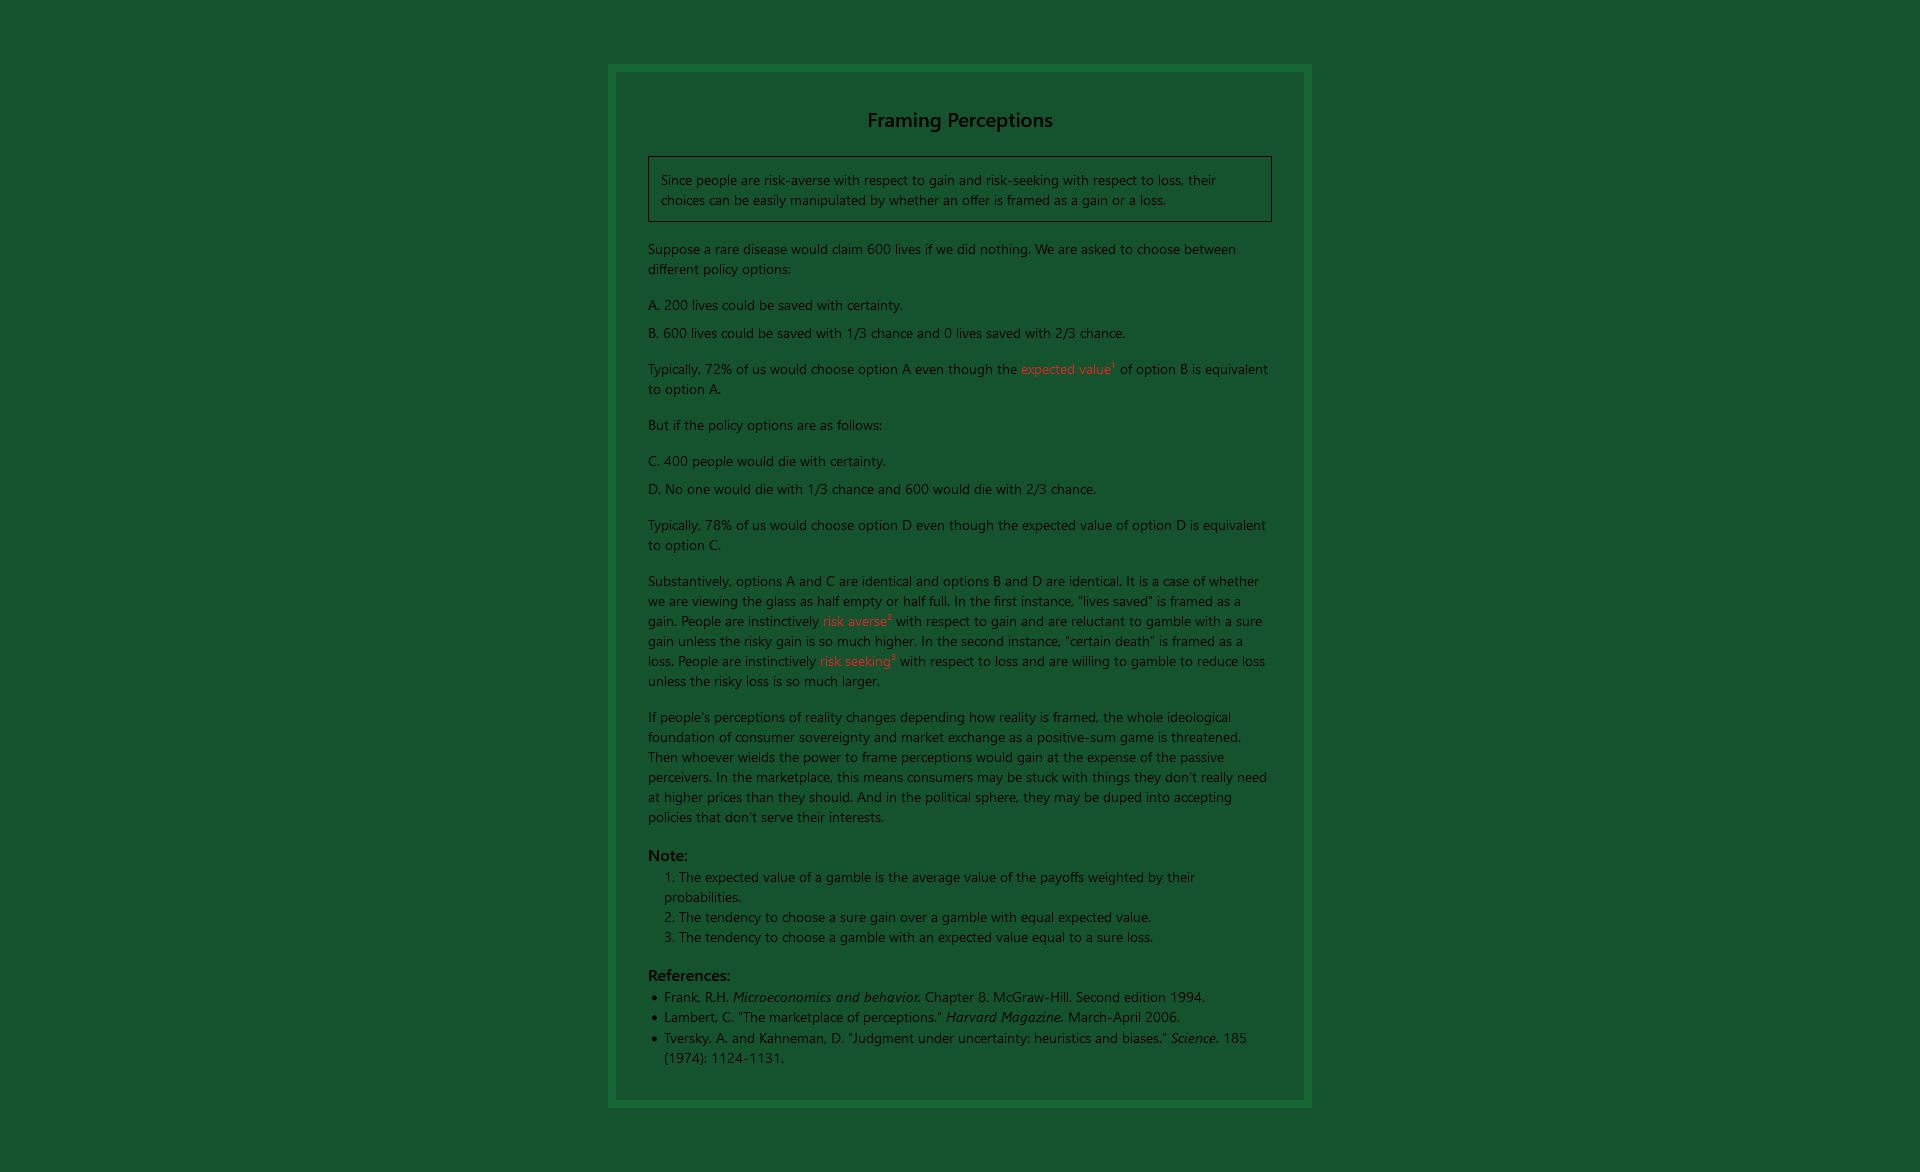 Framing Perceptions
Since people are risk-averse with respect to gain and risk-seeking with respect to loss, their
choices can be easily manipulated by whether an offer is framed as a gain or a loss.
Suppose a rare disease would claim 600 lives if we did nothing. We are asked to choose between
different policy options:
A. 200 lives could be saved with certainty.
B. 600 lives could be saved with 1/3 chance and 0 lives saved with 2/3 chance.
Typically, 72% of us would choose option A even though the expected value¹ of option B is equivalent
to option A.
But if the policy options are as follows:
C. 400 people would die with certainty.
D. No one would die with 1/3 chance and 600 would die with 2/3 chance.
Typically, 78% of us would choose option D even though the expected value of option D is equivalent
to option C.
Substantively, options A and C are identical and options B and D are identical. It is a case of whether
we are viewing the glass as half empty or half full. In the first instance, "lives saved" is framed as a
gain. People are instinctively risk averse² with respect to gain and are reluctant to gamble with a sure
gain unless the risky gain is so much higher. In the second instance, "certain death" is framed as a
loss. People are instinctively risk seeking³ with respect to loss and are willing to gamble to reduce loss
unless the risky loss is so much larger.
If people's perceptions of reality changes depending how reality is framed, the whole ideological
foundation of consumer sovereignty and market exchange as a positive-sum game is threatened.
Then whoever wields the power to frame perceptions would gain at the expense of the passive
perceivers. In the marketplace, this means consumers may be stuck with things they don't really need
at higher prices than they should. And in the political sphere, they may be duped into accepting
policies that don't serve their interests.
Note:
1. The expected value of a gamble is the average value of the payoffs weighted by their
probabilities.
2. The tendency to choose a sure gain over a gamble with equal expected value.
3. The tendency to choose a gamble with an expected value equal to a sure loss.
References:
• Frank, R.H. Microeconomics and behavior. Chapter 8. McGraw-Hill. Second edition 1994.
• Lambert, C. "The marketplace of perceptions." Harvard Magazine. March-April 2006.
• Tversky, A. and Kahneman, D. "Judgment under uncertainty: heuristics and biases." Science. 185
(1974): 1124-1131.